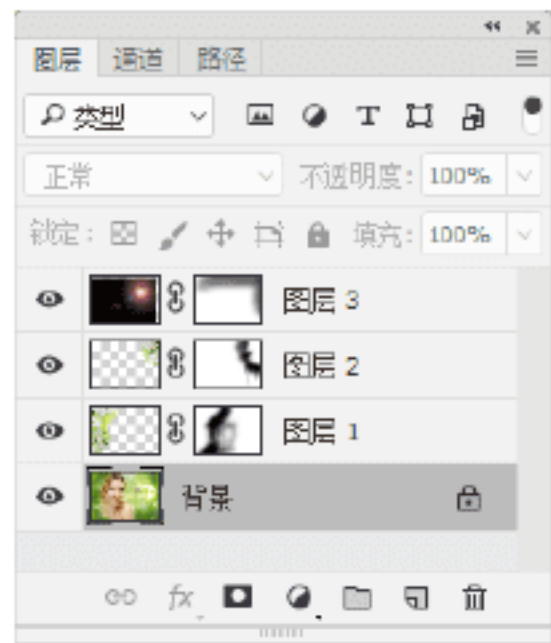 图层 通道 路径
类型
正常 不透明度: 100%
锁定: 填充: 100%
图层 3
图层 2
图层 1
背景
fx